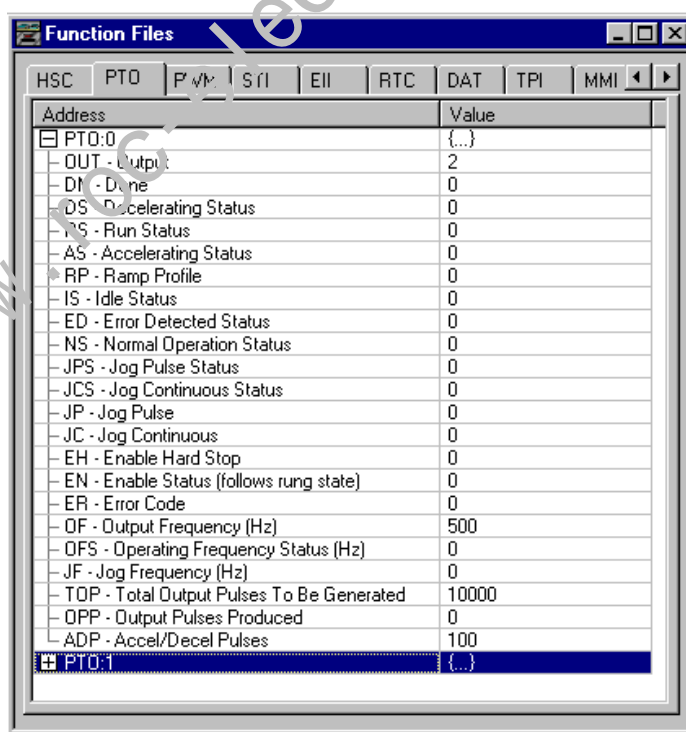 Function Files
HSC PTO PWM STI EII RTC DAT TPI MMI
Address Value
PTO:0 {...}
OUT - Output 2
DN - Done 0
DS - Decelerating Status 0
RS - Run Status 0
AS - Accelerating Status 0
RP - Ramp Profile 0
IS - Idle Status 0
ED - Error Detected Status 0
NS - Normal Operation Status 0
JPS - Jog Pulse Status 0
JCS - Jog Continuous Status 0
JP - Jog Pulse 0
JC - Jog Continuous 0
EH - Enable Hard Stop 0
EN - Enable Status (follows rung state) 0
ER - Error Code 0
OF - Output Frequency (Hz) 500
OFS - Operating Frequency Status (Hz) 0
JF - Jog Frequency (Hz) 0
TOP - Total Output Pulses To Be Generated 10000
OPP - Output Pulses Produced 0
ADP - Accel/Decel Pulses 100
PTO:1 {...}